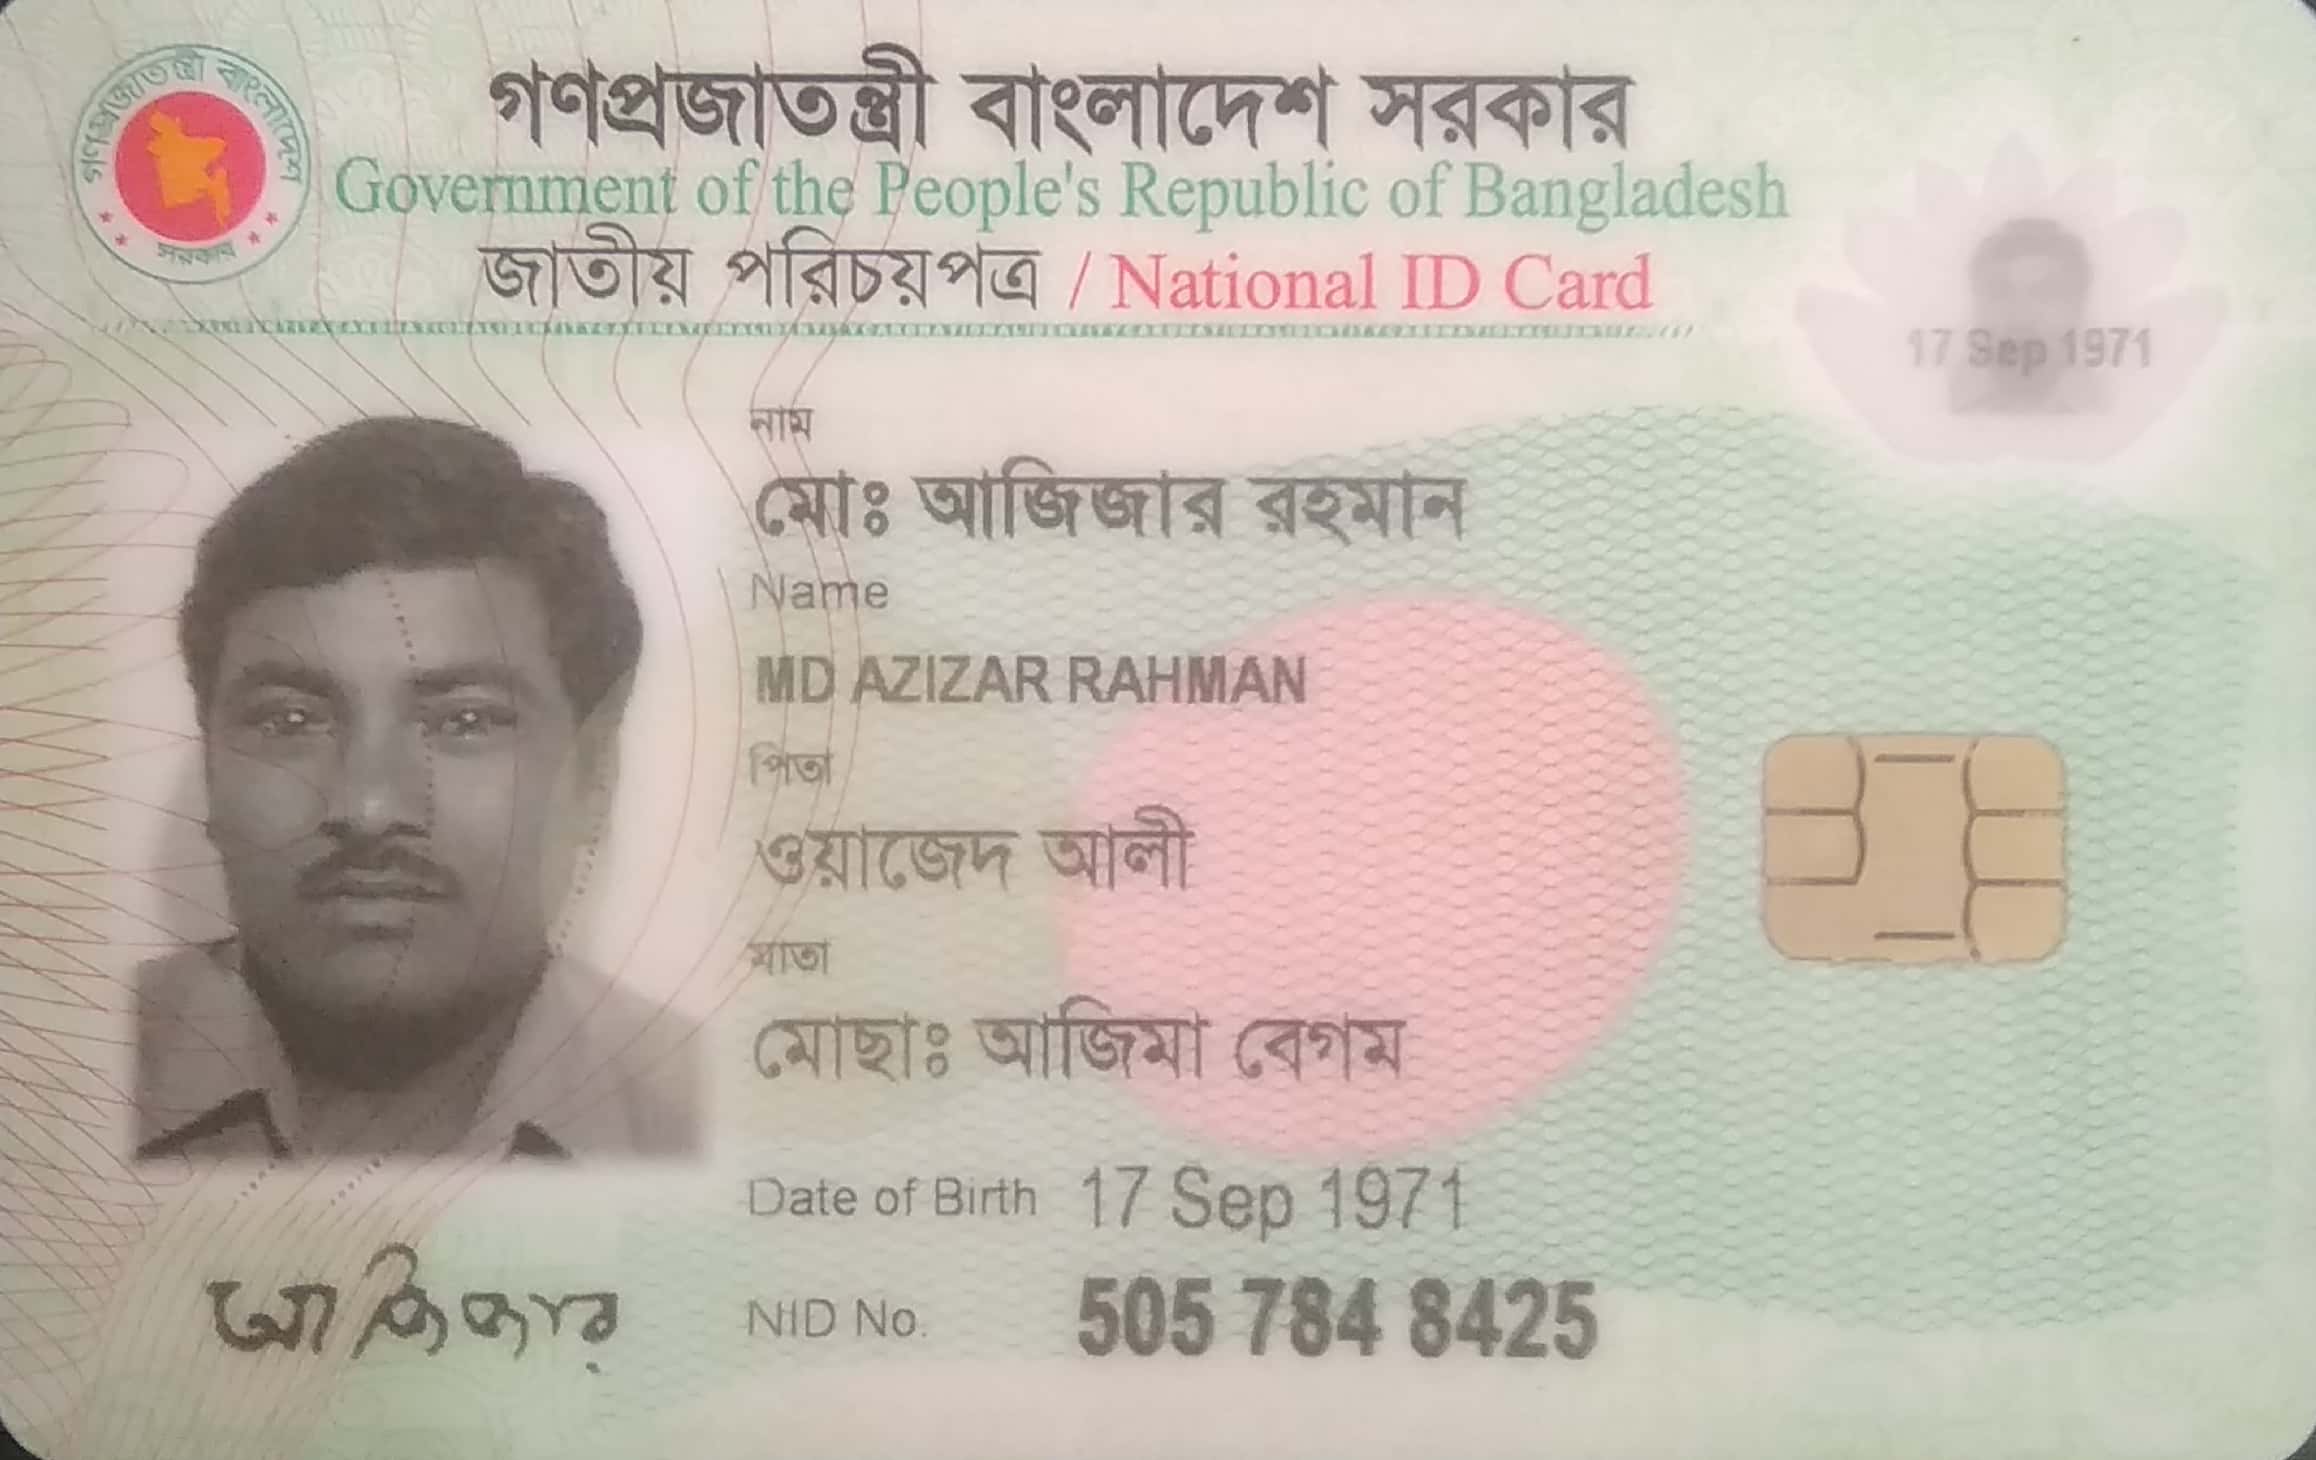 গণপ্রজাতন্ত্রী বাংলাদেশ সরকার
গণপ্রজাতন্ত্রী বাংলাদেশ সরকার
Government of the People's Republic of Bangladesh
জাতীয় পরিচয়পত্র / National ID Card
17 Sep 1971
নাম
মোঃ আজিজার রহমান
Name
MD AZIZAR RAHMAN
পিতা
ওয়াজেদ আলী
মাতা
মোছাঃ আজিমা বেগম
Date of Birth 17 Sep 1971
আজিজার
NID No. 505 784 8425